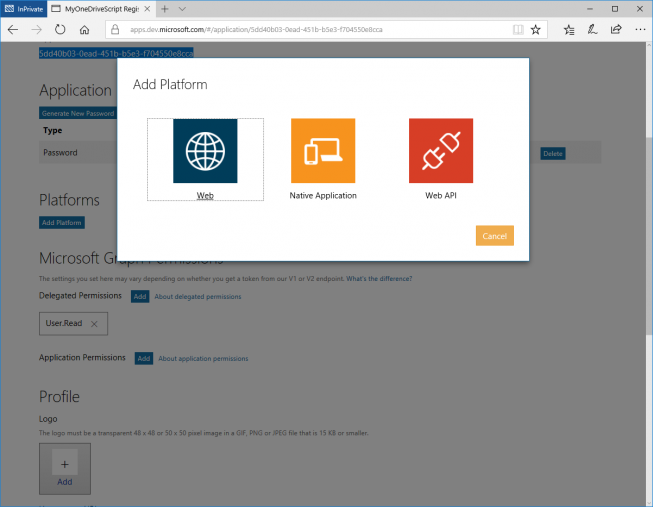 InPrivate
MyOneDriveScript Regis
apps.dev.microsoft.com/#/application/5dd40b03-0ead-451b-b5e3-f704550e8cca
5dd40b03-0ead-451b-b5e3-f704550e8cca
Add Platform
Application
Generate New Password
Type
Password
Delete
Web
Native Application
Web API
Platforms
Add Platform
Cancel
Microsoft Graph Permissions
The settings you set here may vary depending on whether you get a token from our V1 or V2 endpoint. What's the difference?
Delegated Permissions Add About delegated permissions
User.Read
Application Permissions Add About application permissions
Profile
Logo
The logo must be a transparent 48 x 48 or 50 x 50 pixel image in a GIF, PNG or JPEG file that is 15 KB or smaller.
Add